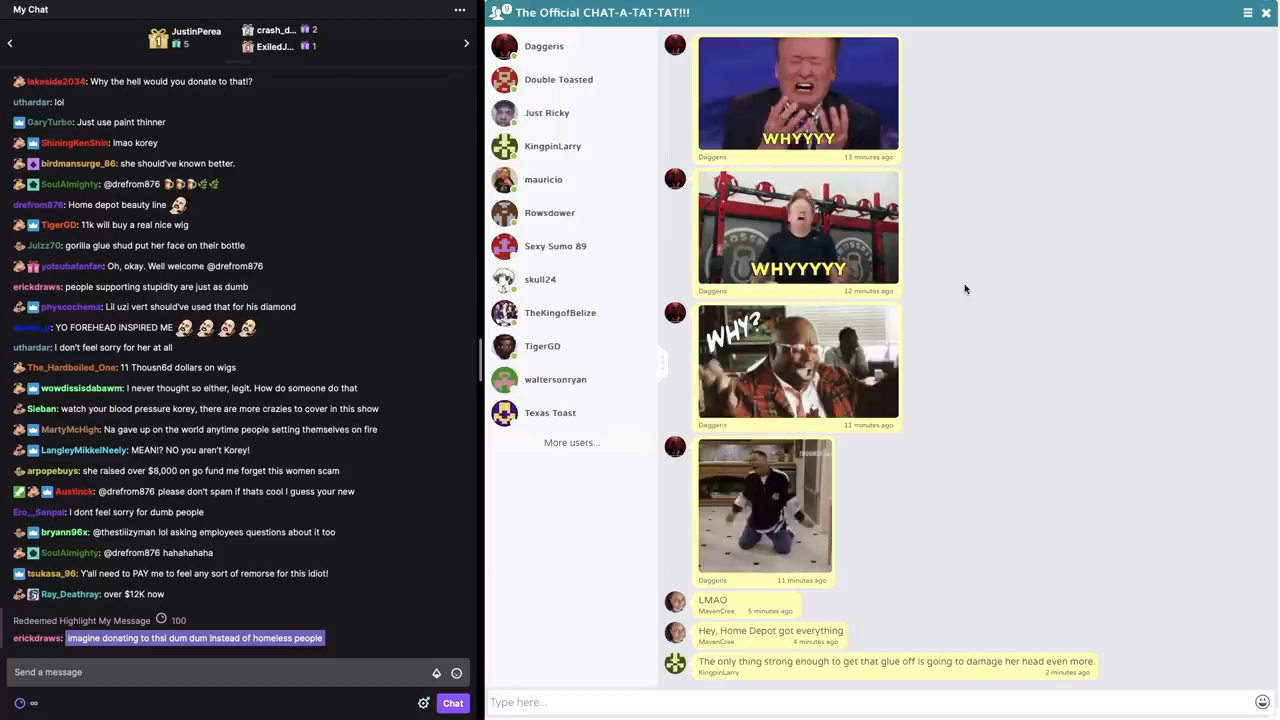 My Chat
JustinPerea
1 5
2 crash_d... 2
3 ExiledJ... 1
lakeside2034: Why the hell would you donate to that!?
uthardar: lol
GaryTurbo: Just use paint thinner
ShiningKenShin: lmao korey
birdmansurge_86: she should've known better.
SoulAlmighty: @drefrom876
drefrom876: Home depot beauty line
TigerGD: 11k will buy a real nice wig
Julzz70: gorilla glue shud put her face on their bottle
yotsubafanfan: Oh, okay. Well welcome @drefrom876
erickdraws: people supporting stupidity are just as dumb
physcochema: Lil uzi vert should've used that for his diamond
YO FOREHEAD INSPIRED ME
uthardar: I don't feel sorry for her at all
The_Hardboiled_One: 11 Thousn6d dollars on wigs
wowdissisdabawm: I never thought so either, legit. How do someone do that
Sieban: watch your blood pressure korey, there are more crazies to cover in this show
MartyMcHigh: Na gave up on the world anytime people setting themselves on fire
LangleyMikkelseely: MEAN!? NO you aren't Korey!
arpopebuys: she raised over $8,000 on go fund me forget this women scam
Austinck: @drefrom876 please don't spam if thats cool I guess your new
Ero__Senpai: I dont feel sorry for dumb people
bryann96x: @thestiiizyman lol asking employees questions about it too
SoulAlmighty: @drefrom876 hahahahaha
tsukasa_96: Y'all need to PAY me to feel any sort of remorse for this idiot!
Ray_Deathray: over $12K now
Redeemed Highlight My Message 100
erickdraws: imagine donating to thsi dum dum Instead of homeless people
Send a message
Chat
9 The Official CHAT-A-TAT-TAT!!!
Daggeris
Double Toasted
Just Ricky
KingpinLarry
mauricio
Rowsdower
Sexy Sumo 89
skull24
TheKingofBelize
TigerGD
waltersonryan
Texas Toast
More users...
WHYYYY
Daggeris 13 minutes ago
WHYYYYY
Daggeris 12 minutes ago
WHY?
Daggeris 11 minutes ago
Daggeris 11 minutes ago
LMAO
MavenCree 5 minutes ago
Hey, Home Depot got everything
MavenCree 4 minutes ago
The only thing strong enough to get that glue off is going to damage her head even more.
KingpinLarry 2 minutes ago
Type here...